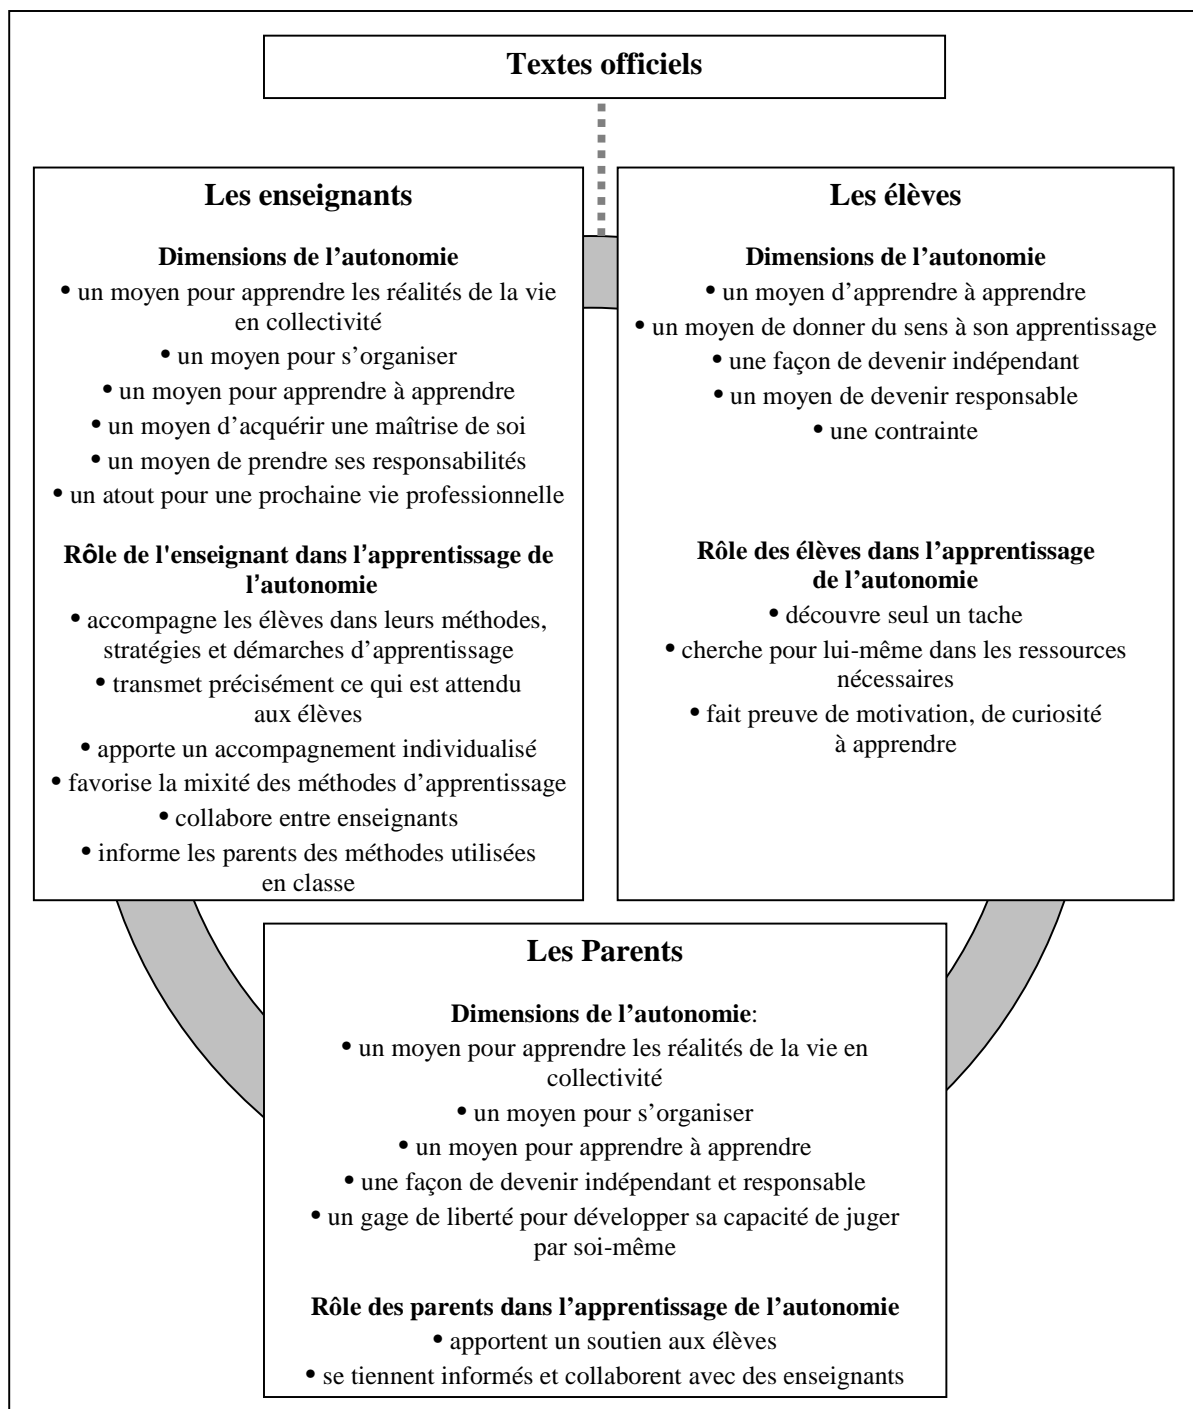 Textes officiels
Les enseignants
Dimensions de l’autonomie
• un moyen pour apprendre les réalités de la vie
en collectivité
• un moyen pour s’organiser
• un moyen pour apprendre à apprendre
• un moyen d’acquérir une maîtrise de soi
• un moyen de prendre ses responsabilités
• un atout pour une prochaine vie professionnelle
Rôle de l'enseignant dans l’apprentissage de
l’autonomie
• accompagne les élèves dans leurs méthodes,
stratégies et démarches d’apprentissage
• transmet précisément ce qui est attendu
aux élèves
• apporte un accompagnement individualisé
• favorise la mixité des méthodes d’apprentissage
• collabore entre enseignants
• informe les parents des méthodes utilisées
en classe
Les élèves
Dimensions de l’autonomie
• un moyen d’apprendre à apprendre
• un moyen de donner du sens à son apprentissage
• une façon de devenir indépendant
• un moyen de devenir responsable
• une contrainte
Rôle des élèves dans l’apprentissage
de l’autonomie
• découvre seul un tache
• cherche pour lui-même dans les ressources
nécessaires
• fait preuve de motivation, de curiosité
à apprendre
Les Parents
Dimensions de l’autonomie:
• un moyen pour apprendre les réalités de la vie en
collectivité
• un moyen pour s’organiser
• un moyen pour apprendre à apprendre
• une façon de devenir indépendant et responsable
• un gage de liberté pour développer sa capacité de juger
par soi-même
Rôle des parents dans l’apprentissage de l’autonomie
• apportent un soutien aux élèves
• se tiennent informés et collaborent avec des enseignants